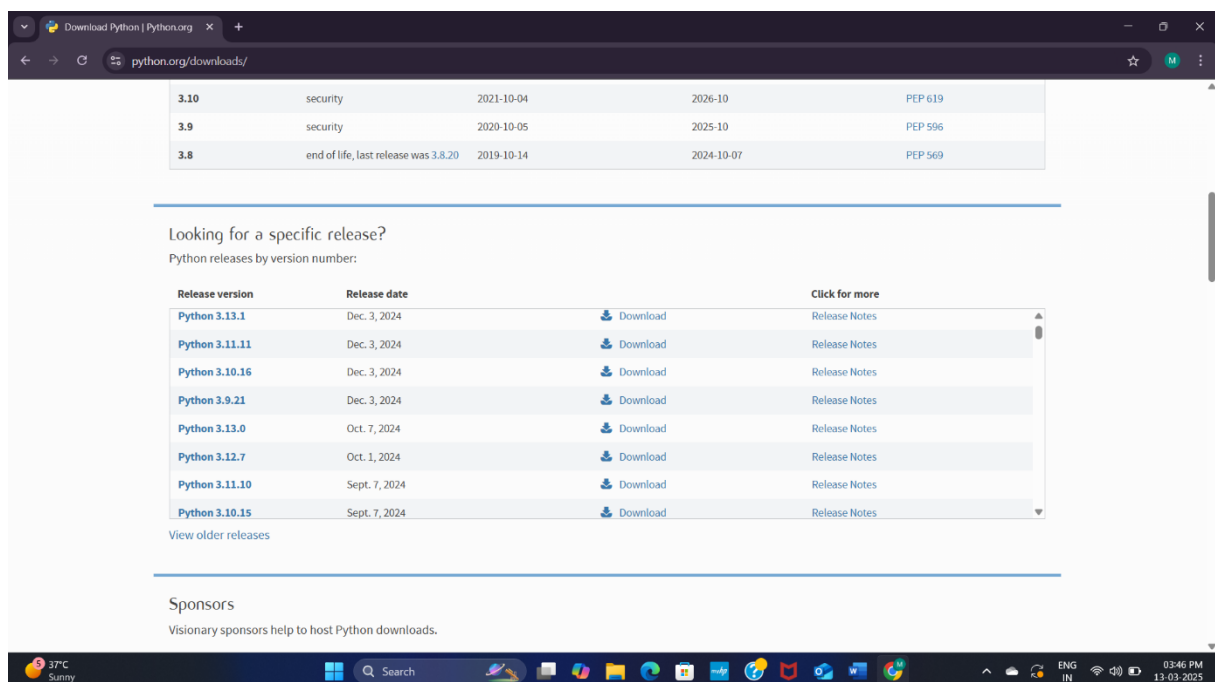 Download Python | Python.org
python.org/downloads/
M
3.10 security 2021-10-04 2026-10 PEP 619
3.9 security 2020-10-05 2025-10 PEP 596
3.8 end of life, last release was 3.8.20 2019-10-14 2024-10-07 PEP 569
Looking for a specific release?
Python releases by version number:
Release version Release date Click for more
Python 3.13.1 Dec. 3, 2024 Download Release Notes
Python 3.11.11 Dec. 3, 2024 Download Release Notes
Python 3.10.16 Dec. 3, 2024 Download Release Notes
Python 3.9.21 Dec. 3, 2024 Download Release Notes
Python 3.13.0 Oct. 7, 2024 Download Release Notes
Python 3.12.7 Oct. 1, 2024 Download Release Notes
Python 3.11.10 Sept. 7, 2024 Download Release Notes
Python 3.10.15 Sept. 7, 2024 Download Release Notes
View older releases
Sponsors
Visionary sponsors help to host Python downloads.
5 37°C Search ENG 03:46 PM
Sunny IN 13-03-2025